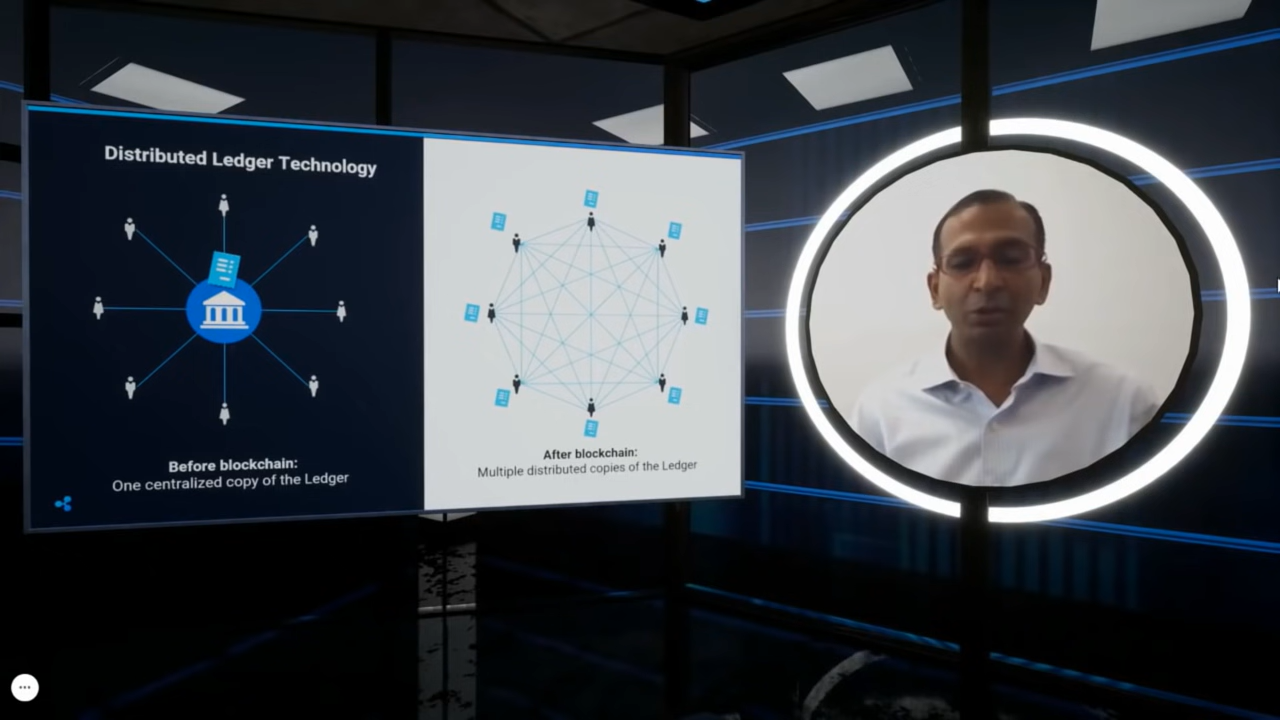 Distributed Ledger Technology
Before blockchain:
One centralized copy of the Ledger
After blockchain:
Multiple distributed copies of the Ledger